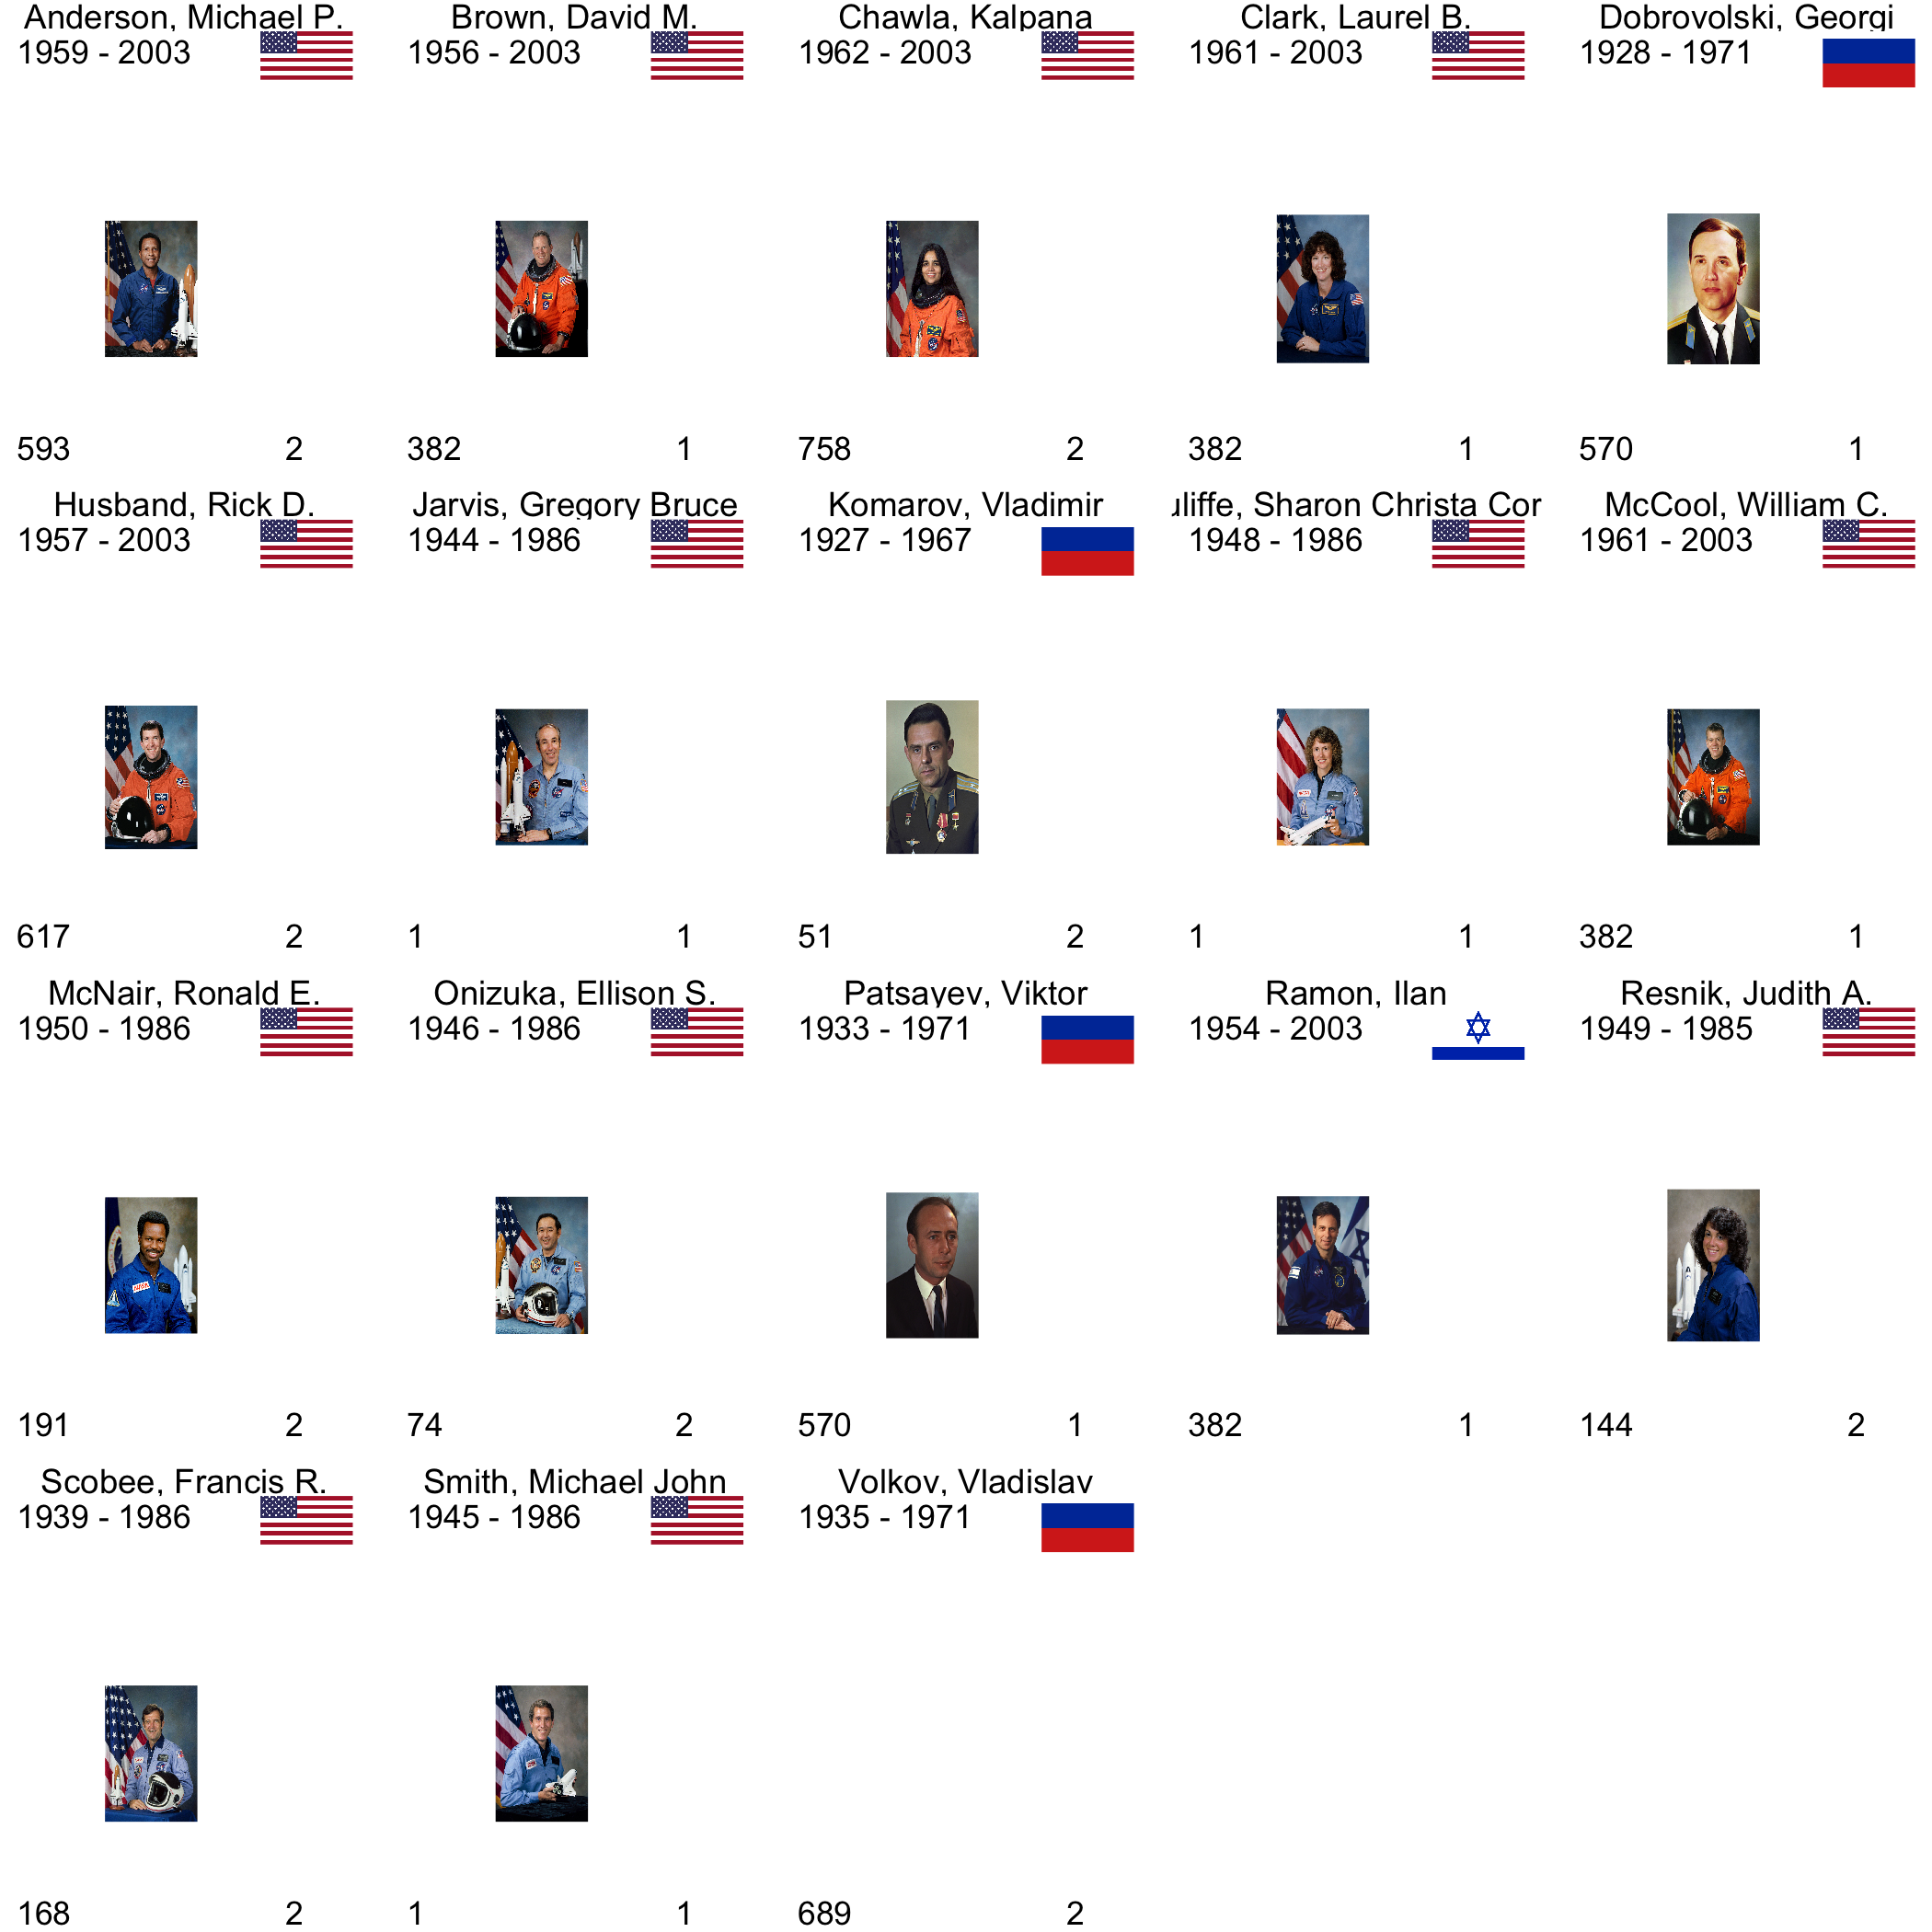 Anderson, Michael P. Brown, David M. Chawla, Kalpana Clark, Laurel B. Dobrovolski, Georgi
1959 - 2003 1956 - 2003 1962 - 2003 1961 - 2003 1928 - 1971
593 2 382 1 758 2 382 1 570 1
Husband, Rick D. Jarvis, Gregory Bruce Komarov, Vladimir uliffe, Sharon Christa Cor McCool, William C.
1957 - 2003 1944 - 1986 1927 - 1967 1948 - 1986 1961 - 2003
617 2 1 1 51 2 1 1 382 1
McNair, Ronald E. Onizuka, Ellison S. Patsayev, Viktor Ramon, Ilan Resnik, Judith A.
1950 - 1986 1946 - 1986 1933 - 1971 1954 - 2003 1949 - 1985
191 2 74 2 570 1 382 1 144 2
Scobee, Francis R. Smith, Michael John Volkov, Vladislav
1939 - 1986 1945 - 1986 1935 - 1971
168 2 1 1 689 2